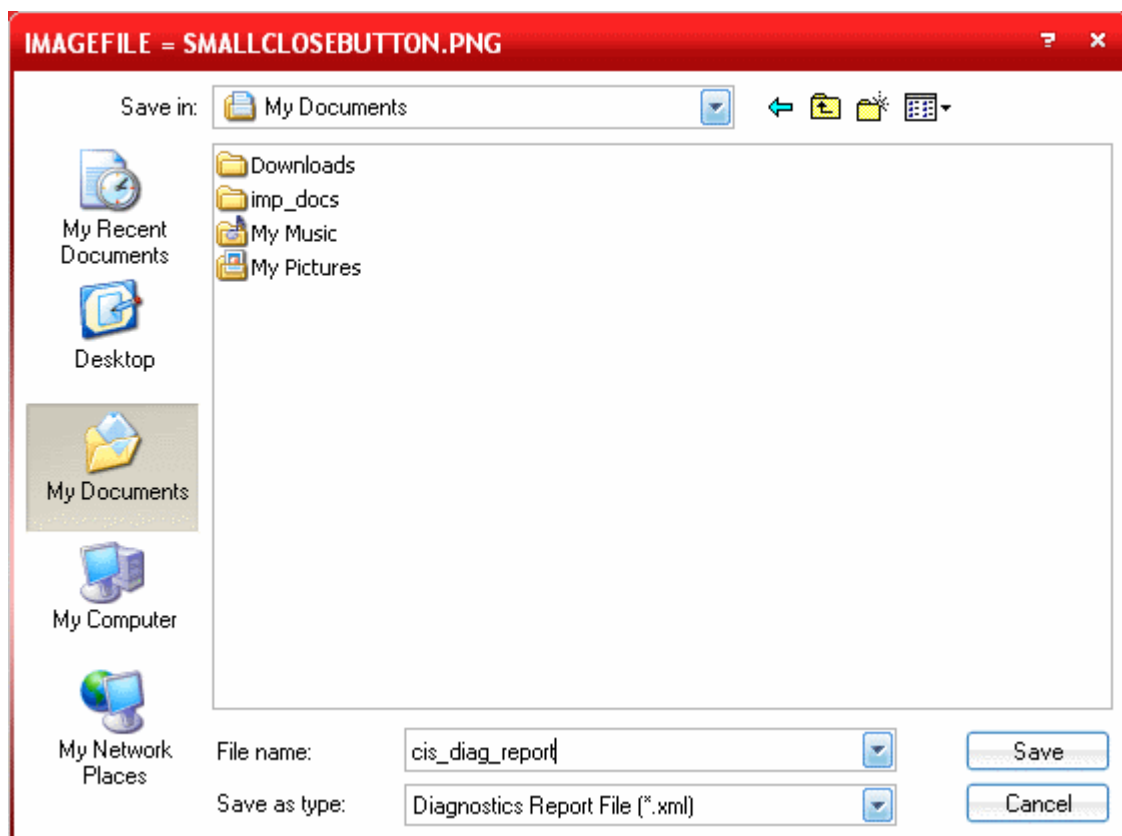 IMAGEFILE = SMALLCLOSEBUTTON.PNG
Save in: My Documents
Downloads
imp_docs
My Music
My Pictures
My Recent
Documents
Desktop
My Documents
My Computer
My Network
Places
File name: cis_diag_report Save
Save as type: Diagnostics Report File (*.xml) Cancel